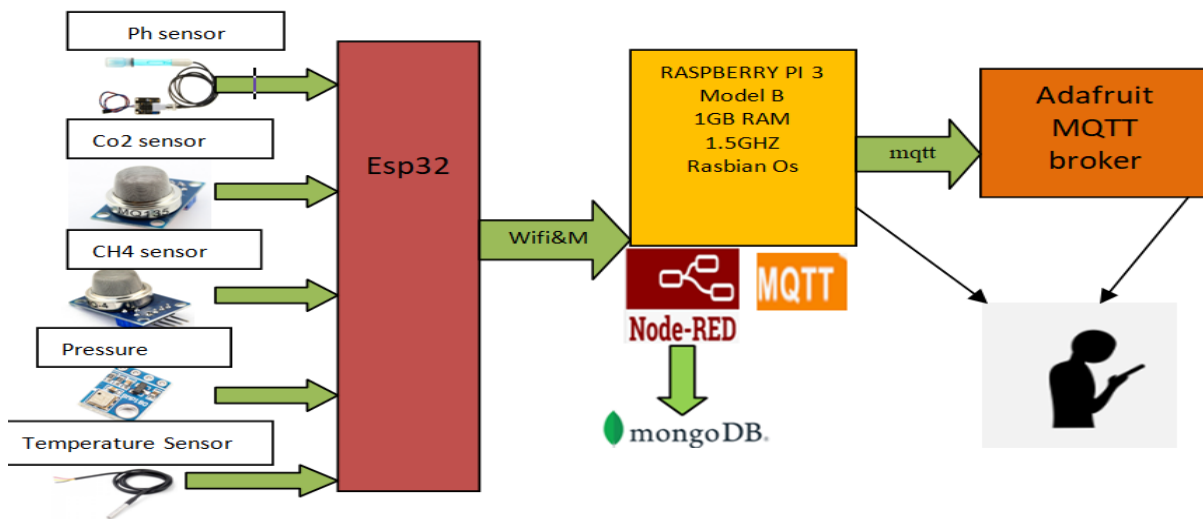 Ph sensor
Co2 sensor
MQ135
CH4 sensor
Pressure
Temperature Sensor
Esp32
Wifi&M
RASPBERRY PI 3
Model B
1GB RAM
1.5GHZ
Rasbian Os
Node-RED
MQTT
mongoDB®
mqtt
Adafruit
MQTT
broker